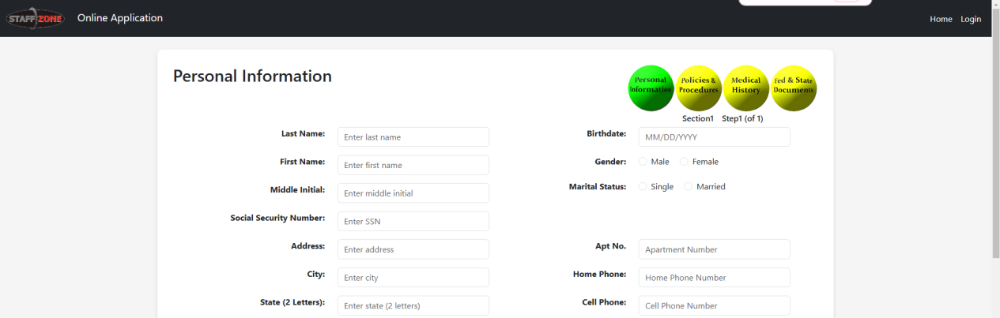 STAFF ZONE
Online Application
Home Login
Personal Information
Personal Information
Policies & Procedures
Medical History
Fed & State Documents
Section1 Step1 (of 1)
Last Name: Enter last name
Birthdate: MM/DD/YYYY
First Name: Enter first name
Gender: Male Female
Middle Initial: Enter middle initial
Marital Status: Single Married
Social Security Number: Enter SSN
Address: Enter address
Apt No. Apartment Number
City: Enter city
Home Phone: Home Phone Number
State (2 Letters): Enter state (2 letters)
Cell Phone: Cell Phone Number